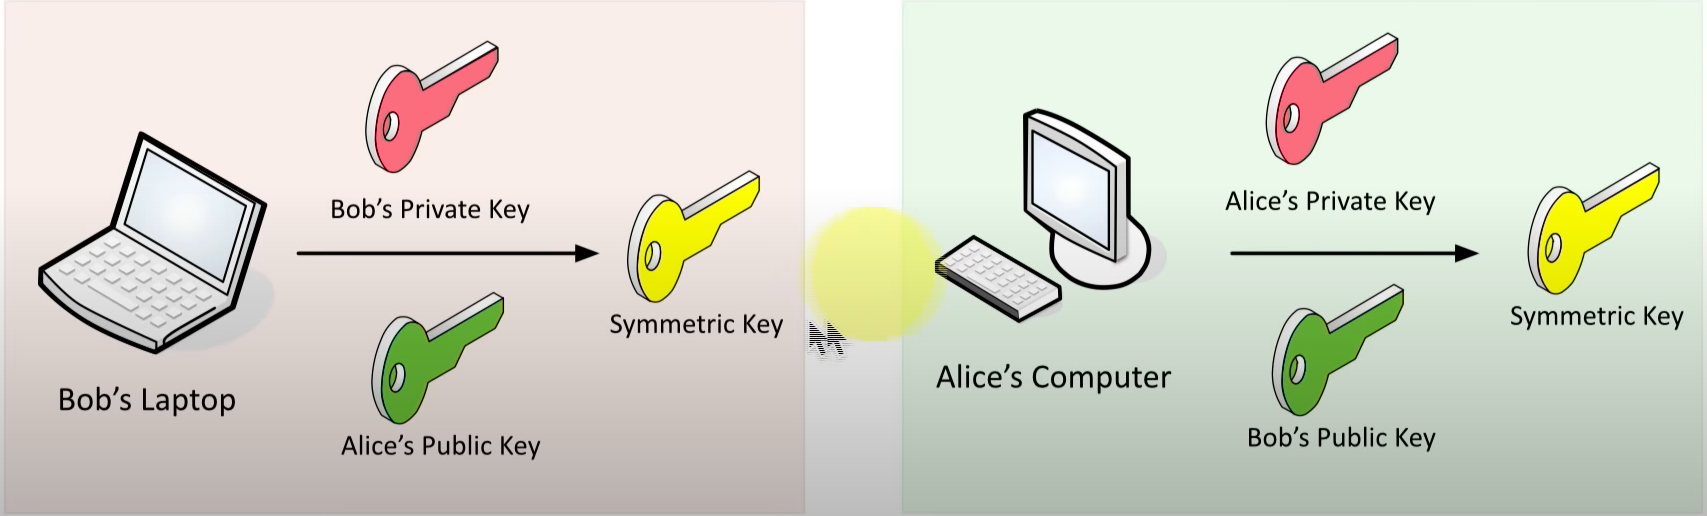 Bob's Private Key
Symmetric Key
Bob's Laptop
Alice's Public Key
Alice's Private Key
Symmetric Key
Alice's Computer
Bob's Public Key